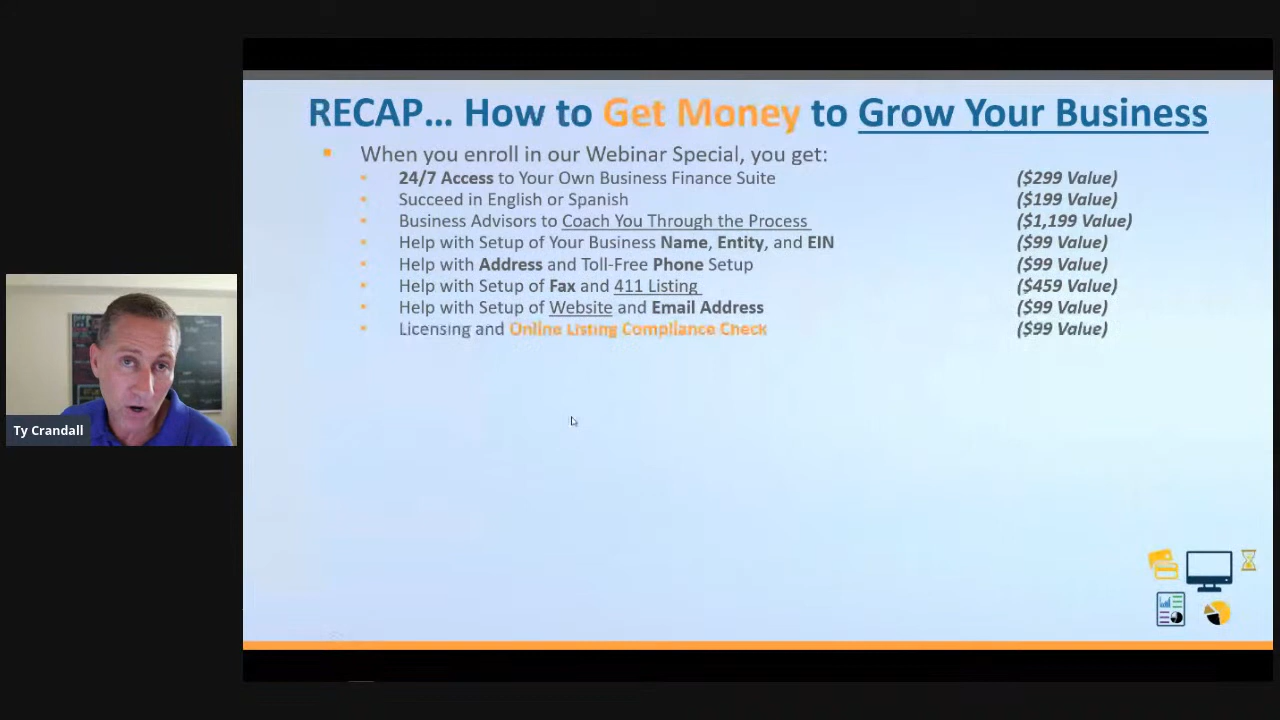 RECAP... How to Get Money to Grow Your Business
When you enroll in our Webinar Special, you get:
24/7 Access to Your Own Business Finance Suite ($299 Value)
Succeed in English or Spanish ($199 Value)
Business Advisors to Coach You Through the Process ($1,199 Value)
Help with Setup of Your Business Name, Entity, and EIN ($99 Value)
Help with Address and Toll-Free Phone Setup ($99 Value)
Help with Setup of Fax and 411 Listing ($459 Value)
Help with Setup of Website and Email Address ($99 Value)
Licensing and Online Listing Compliance Check ($99 Value)
Ty Crandall